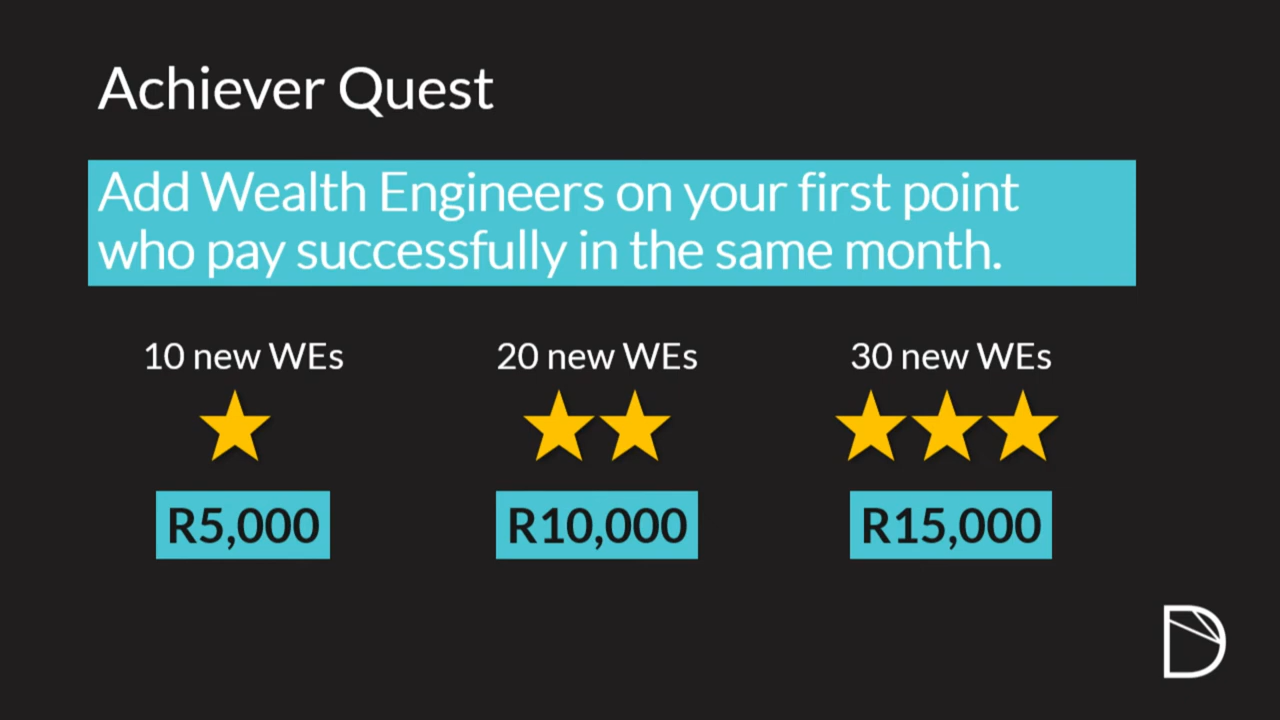 Achiever Quest
Add Wealth Engineers on your first point
who pay successfully in the same month.
10 new WEs
20 new WEs
30 new WEs
R5,000
R10,000
R15,000